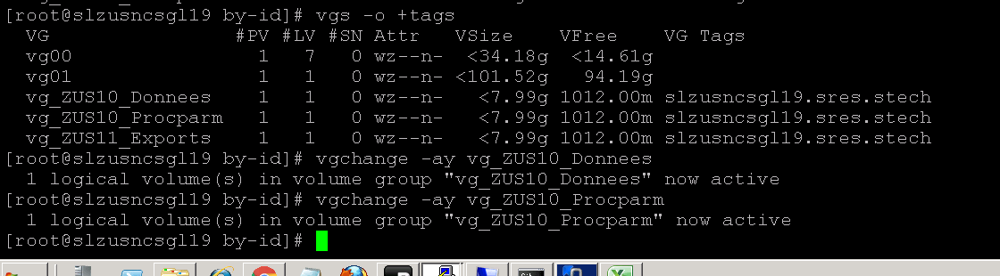 [root@slzusncsgl19 by-id]# vgs -o +tags
VG #PV #LV #SN Attr VSize VFree VG Tags
vg00 1 7 0 wz--n- <34.18g <14.61g
vg01 1 1 0 wz--n- <101.52g 94.19g
vg_ZUS10_Donnees 1 1 0 wz--n- <7.99g 1012.00m slzusncsgl19.sres.stech
vg_ZUS10_Procparm 1 1 0 wz--n- <7.99g 1012.00m slzusncsgl19.sres.stech
vg_ZUS11_Exports 1 1 0 wz--n- <7.99g 1012.00m slzusncsgl19.sres.stech
[root@slzusncsgl19 by-id]# vgchange -ay vg_ZUS10_Donnees
1 logical volume(s) in volume group "vg_ZUS10_Donnees" now active
[root@slzusncsgl19 by-id]# vgchange -ay vg_ZUS10_Procparm
1 logical volume(s) in volume group "vg_ZUS10_Procparm" now active
[root@slzusncsgl19 by-id]#